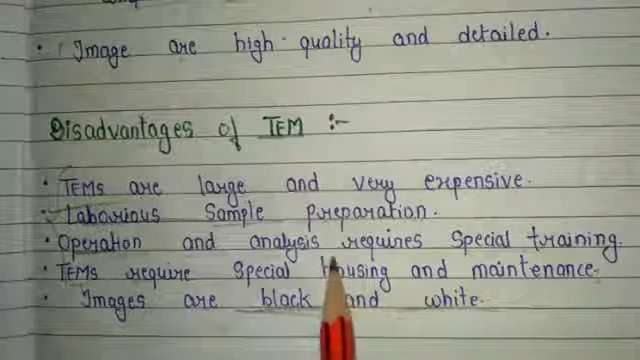 • Image are high quality and detailed.
Disadvantages of TEM :-
• TEMs are large and very expensive.
• Labarious Sample preparation.
• Operation and analysis requires special training.
• TEMs require special housing and maintenance.
• Images are black and white.